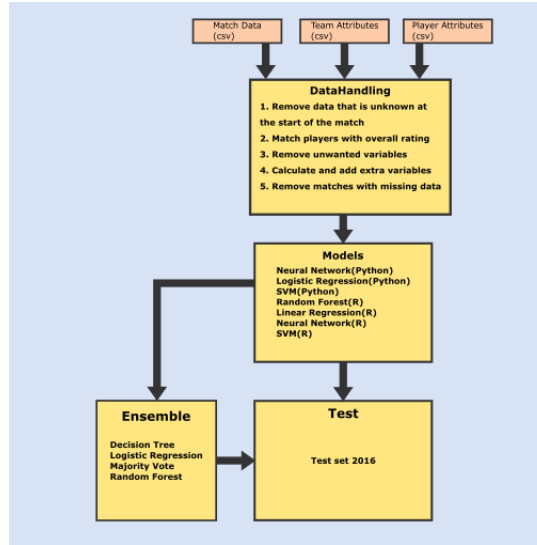 Match Data
(csv)
Team Attributes
(csv)
Player Attributes
(csv)
DataHandling
1. Remove data that is unknown at
the start of the match
2. Match players with overall rating
3. Remove unwanted variables
4. Calculate and add extra variables
5. Remove matches with missing data
Models
Neural Network(Python)
Logistic Regression(Python)
SVM(Python)
Random Forest(R)
Linear Regression(R)
Neural Network(R)
SVM(R)
Ensemble
Decision Tree
Logistic Regression
Majority Vote
Random Forest
Test
Test set 2016